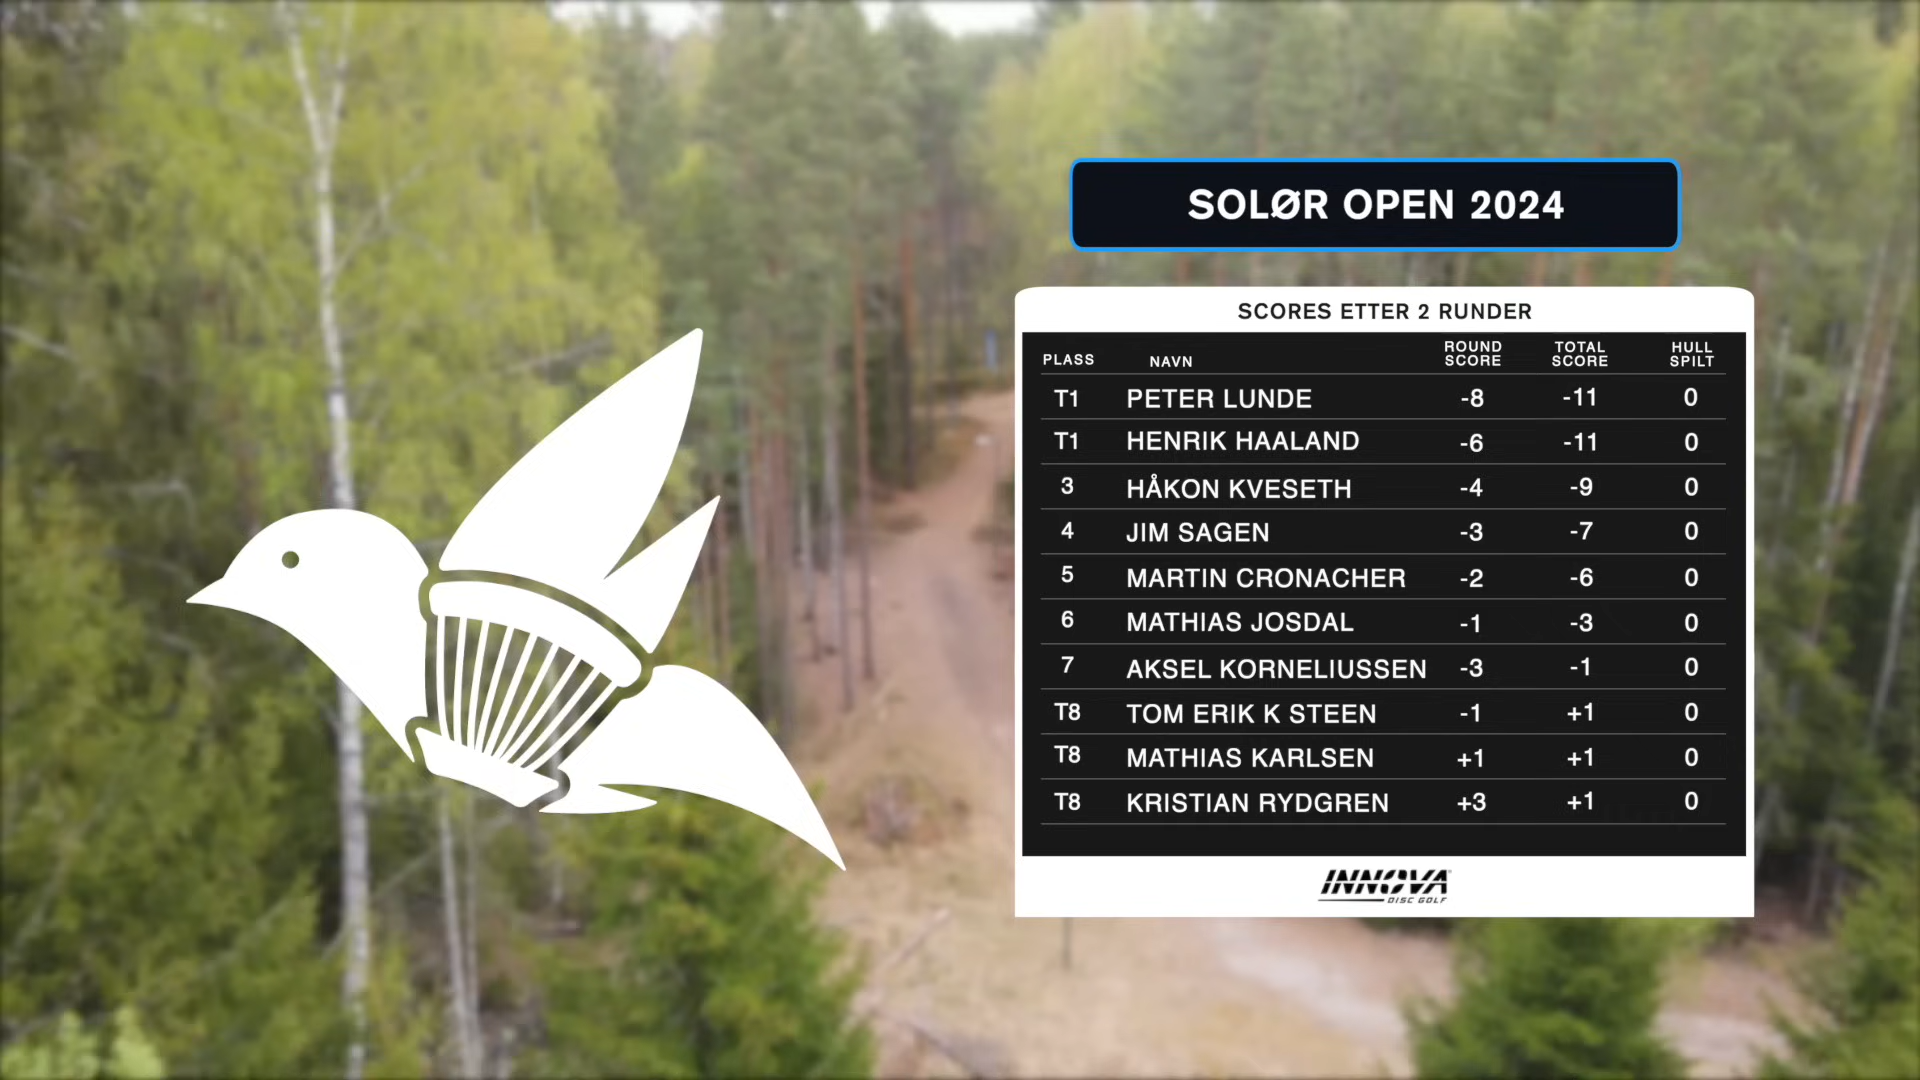 SOLØR OPEN 2024
SCORES ETTER 2 RUNDER
PLASS NAVN ROUND SCORE TOTAL SCORE HULL SPILT
T1 PETER LUNDE -8 -11 0
T1 HENRIK HAALAND -6 -11 0
3 HÅKON KVESETH -4 -9 0
4 JIM SAGEN -3 -7 0
5 MARTIN CRONACHER -2 -6 0
6 MATHIAS JOSDAL -1 -3 0
7 AKSEL KORNELIUSSEN -3 -1 0
T8 TOM ERIK K STEEN -1 +1 0
T8 MATHIAS KARLSEN +1 +1 0
T8 KRISTIAN RYDGREN +3 +1 0
INNOVA
DISC GOLF